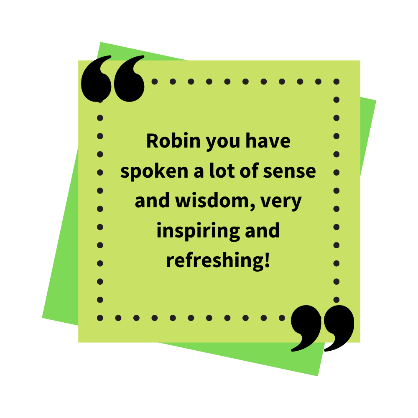 Robin you have
spoken a lot of sense
and wisdom, very
inspiring and
refreshing!